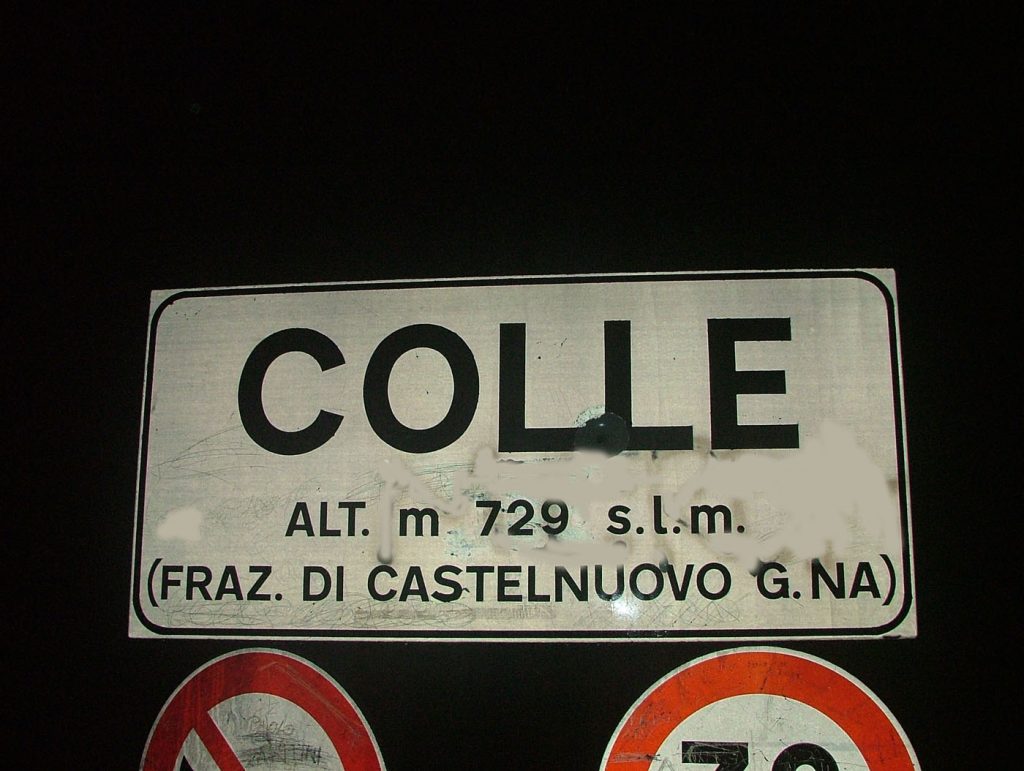 COLLE
ALT. m 729 s.l.m.
(FRAZ. DI CASTELNUOVO G.NA)